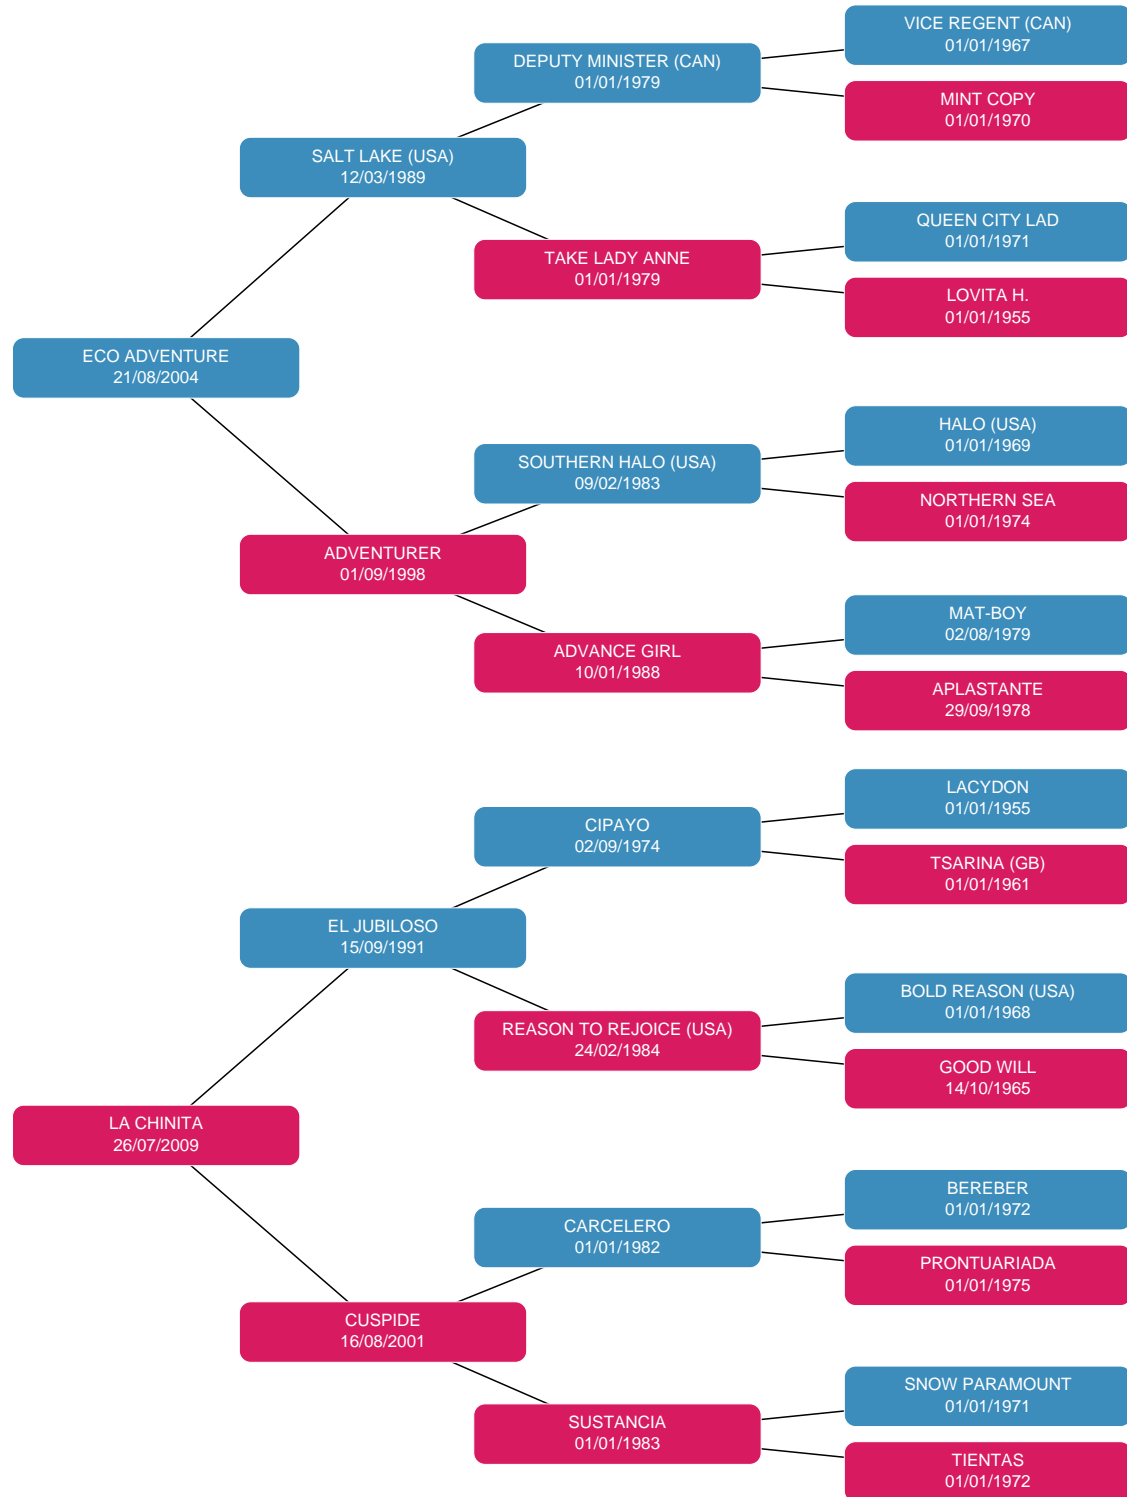 VICE REGENT (CAN)
01/01/1967
DEPUTY MINISTER (CAN)
01/01/1979
MINT COPY
01/01/1970
SALT LAKE (USA)
12/03/1989
QUEEN CITY LAD
01/01/1971
TAKE LADY ANNE
01/01/1979
LOVITA H.
01/01/1955
ECO ADVENTURE
21/08/2004
HALO (USA)
01/01/1969
SOUTHERN HALO (USA)
09/02/1983
NORTHERN SEA
01/01/1974
ADVENTURER
01/09/1998
MAT-BOY
02/08/1979
ADVANCE GIRL
10/01/1988
APLASTANTE
29/09/1978
LACYDON
01/01/1955
CIPAYO
02/09/1974
TSARINA (GB)
01/01/1961
EL JUBILOSO
15/09/1991
BOLD REASON (USA)
01/01/1968
REASON TO REJOICE (USA)
24/02/1984
GOOD WILL
14/10/1965
LA CHINITA
26/07/2009
BEREBER
01/01/1972
CARCELERO
01/01/1982
PRONTUARIADA
01/01/1975
CUSPIDE
16/08/2001
SNOW PARAMOUNT
01/01/1971
SUSTANCIA
01/01/1983
TIENTAS
01/01/1972